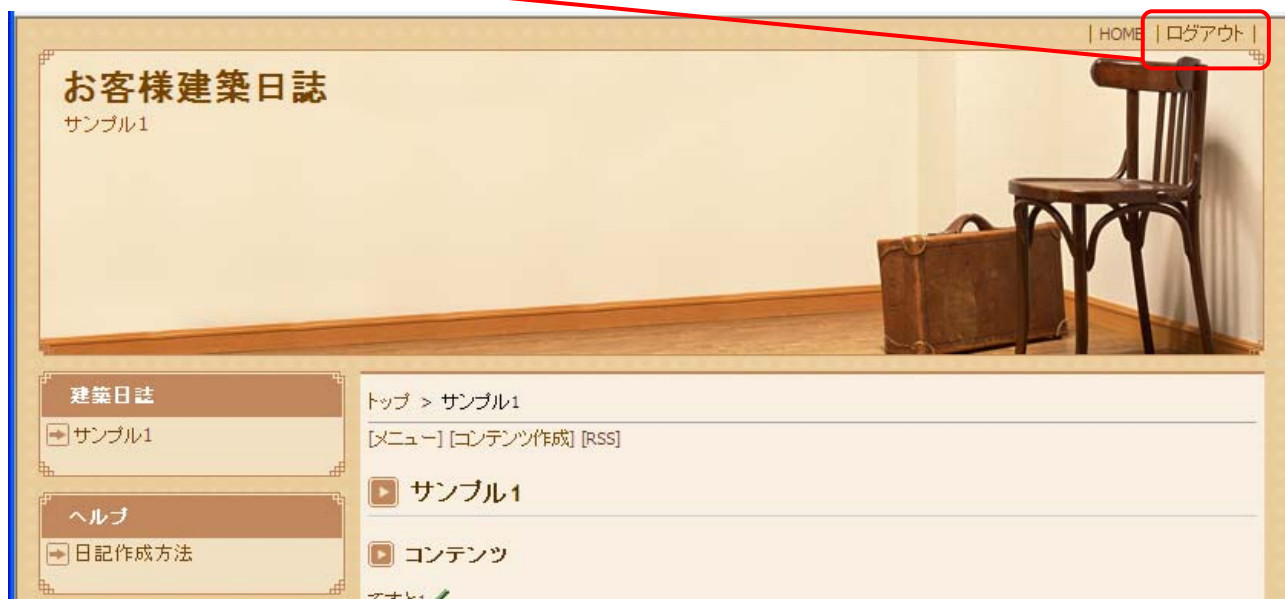 | HOME | ログアウト |
お客様建築日誌
サンプル1
建築日誌
サンプル1
ヘルプ
日記作成方法
トップ > サンプル1
[メニュー] [コンテンツ作成] [RSS]
サンプル1
コンテンツ